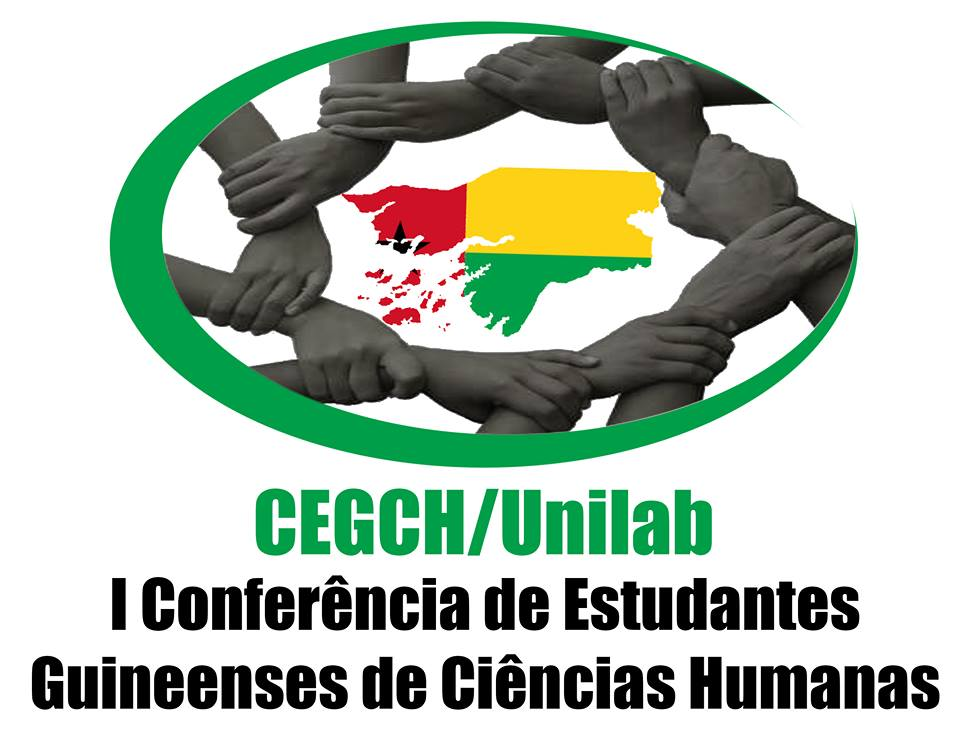 CEGCH/Unilab
I Conferência de Estudantes
Guineenses de Ciências Humanas